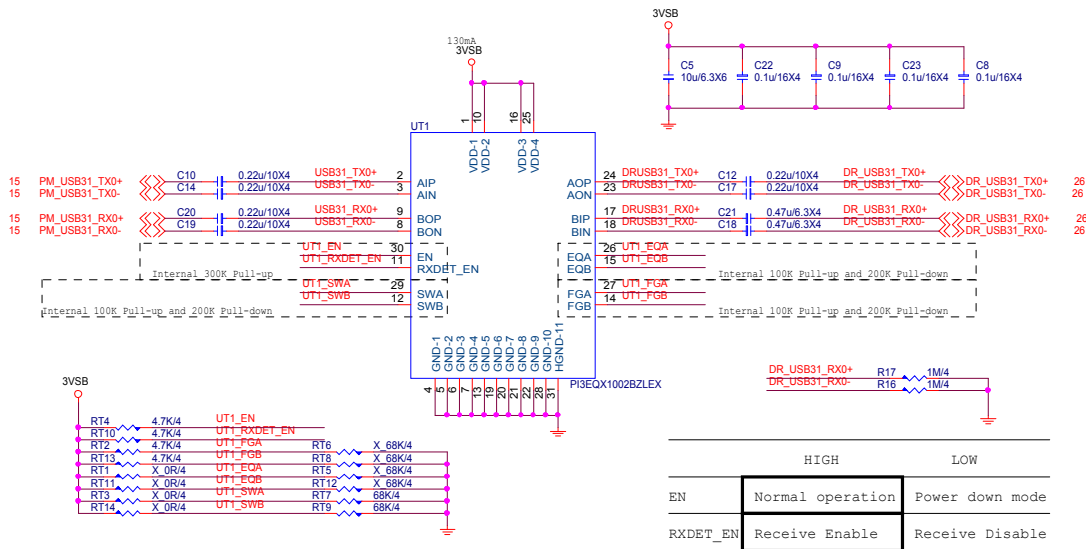 3VSB
C5
10u/6.3X6
C22
0.1u/16X4
C9
0.1u/16X4
C23
0.1u/16X4
C8
0.1u/16X4
130mA
3VSB
UT1
1
10
16
25
VDD-1
VDD-2
VDD-3
VDD-4
15 PM_USB31_TX0+ C10 0.22u/10X4 USB31_TX0+ 2 AIP
15 PM_USB31_TX0- C14 0.22u/10X4 USB31_TX0- 3 AIN
15 PM_USB31_RX0+ C20 0.22u/10X4 USB31_RX0+ 9 BOP
15 PM_USB31_RX0- C19 0.22u/10X4 USB31_RX0- 8 BON
AOP 24 DRUSB31_TX0+ C12 0.22u/10X4 DR_USB31_TX0+ DR_USB31_TX0+ 26
AON 23 DRUSB31_TX0- C17 0.22u/10X4 DR_USB31_TX0- DR_USB31_TX0- 26
BIP 17 DRUSB31_RX0+ C21 0.47u/6.3X4 DR_USB31_RX0+ DR_USB31_RX0+ 26
BIN 18 DRUSB31_RX0- C18 0.47u/6.3X4 DR_USB31_RX0- DR_USB31_RX0- 26
UT1_EN 30 EN
UT1_RXDET_EN 11 RXDET_EN
Internal 300K Pull-up
UT1_SWA 29 SWA
UT1_SWB 12 SWB
Internal 100K Pull-up and 200K Pull-down
EQA 26 UT1_EQA
EQB 15 UT1_EQB
Internal 100K Pull-up and 200K Pull-down
FGA 27 UT1_FGA
FGB 14 UT1_FGB
Internal 100K Pull-up and 200K Pull-down
GND-1
GND-2
GND-3
GND-4
GND-5
GND-6
GND-7
GND-8
GND-9
GND-10
HGND-11
4
5
6
7
13
19
20
21
22
28
31
PI3EQX1002BZLEX
DR_USB31_RX0+ R17 1M/4
DR_USB31_RX0- R16 1M/4
3VSB
RT4 4.7K/4 UT1_EN
RT10 4.7K/4 UT1_RXDET_EN
RT2 4.7K/4 UT1_FGA RT6 X_68K/4
RT13 4.7K/4 UT1_FGB RT8 X_68K/4
RT1 X_0R/4 UT1_EQA RT5 X_68K/4
RT11 X_0R/4 UT1_EQB RT12 X_68K/4
RT3 X_0R/4 UT1_SWA RT7 68K/4
RT14 X_0R/4 UT1_SWB RT9 68K/4
HIGH LOW
EN Normal operation Power down mode
RXDET_EN Receive Enable Receive Disable